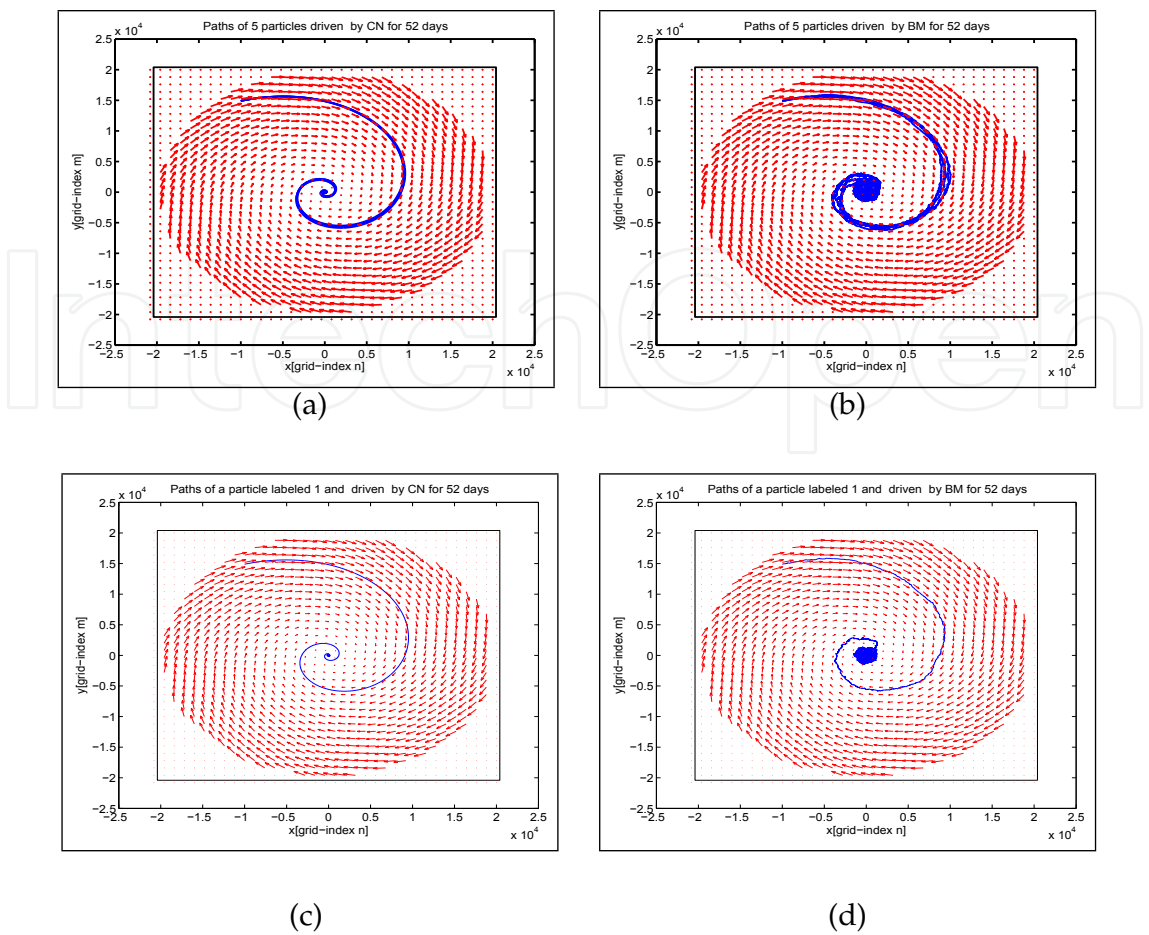 Paths of 5 particles driven by CN for 52 days
x 10^4
2.5
2
1.5
1
0.5
0
−0.5
−1
−1.5
−2
−2.5
y[grid−index m]
−2.5 −2 −1.5 −1 −0.5 0 0.5 1 1.5 2 2.5
x[grid−index n]
x 10^4
(a)
Paths of 5 particles driven by BM for 52 days
x 10^4
2.5
2
1.5
1
0.5
0
−0.5
−1
−1.5
−2
−2.5
y[grid−index m]
−2.5 −2 −1.5 −1 −0.5 0 0.5 1 1.5 2 2.5
x[grid−index n]
x 10^4
(b)
IntechOpen
Paths of a particle labeled 1 and driven by CN for 52 days
x 10^4
2.5
2
1.5
1
0.5
0
−0.5
−1
−1.5
−2
−2.5
y[grid−index m]
−2.5 −2 −1.5 −1 −0.5 0 0.5 1 1.5 2 2.5
x[grid−index n]
x 10^4
(c)
Paths of a particle labeled 1 and driven by BM for 52 days
x 10^4
2.5
2
1.5
1
0.5
0
−0.5
−1
−1.5
−2
−2.5
y[grid−index m]
−2.5 −2 −1.5 −1 −0.5 0 0.5 1 1.5 2 2.5
x[grid−index n]
x 10^4
(d)